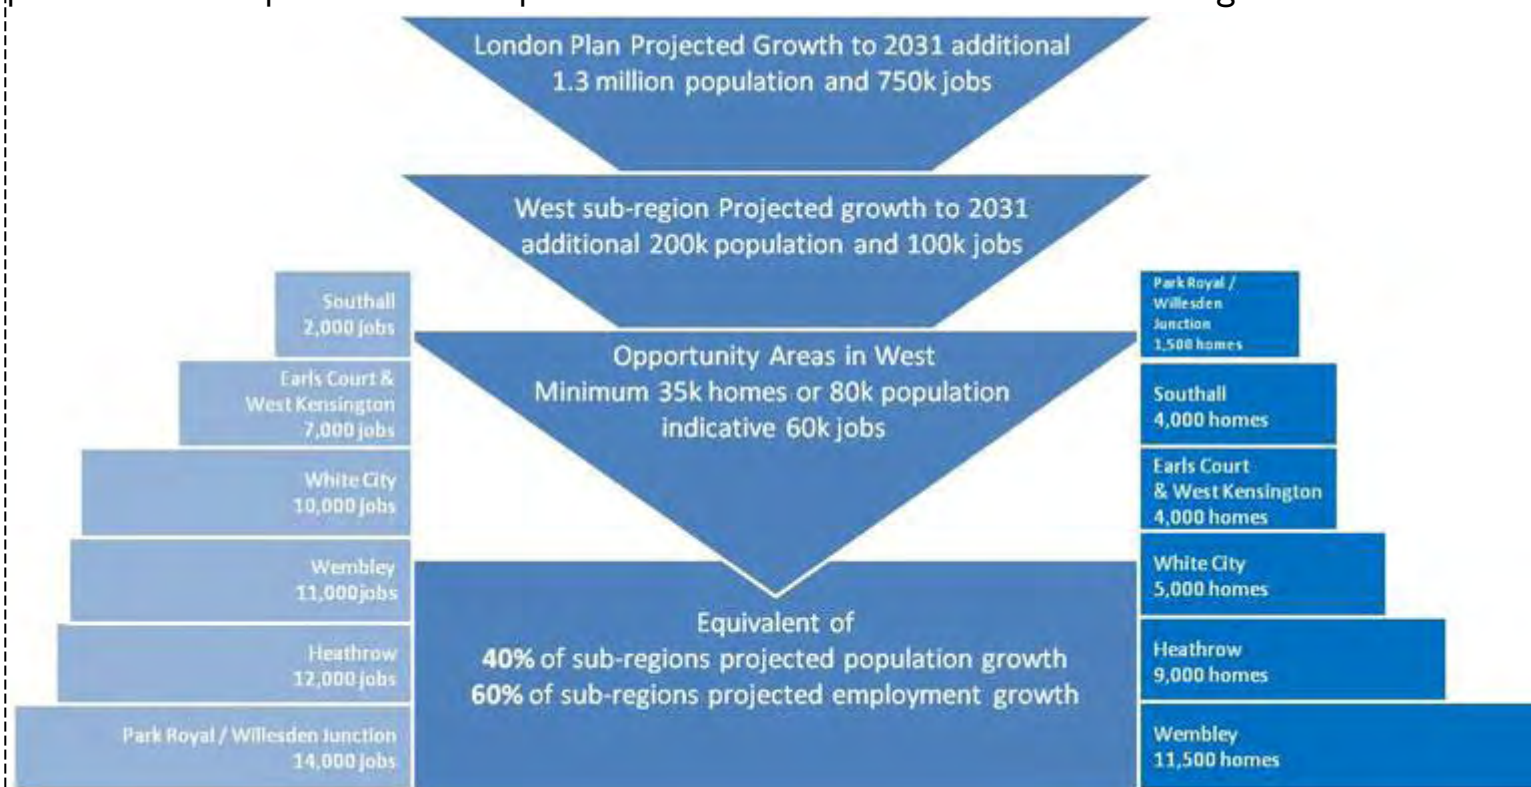 London Plan Projected Growth to 2031 additional
1.3 million population and 750k jobs
West sub-region Projected growth to 2031
additional 200k population and 100k jobs
Opportunity Areas in West
Minimum 35k homes or 80k population
indicative 60k jobs
Equivalent of
40% of sub-regions projected population growth
60% of sub-regions projected employment growth
Southall
2,000 jobs
Earls Court &
West Kensington
7,000 jobs
White City
10,000 jobs
Wembley
11,000jobs
Heathrow
12,000 jobs
Park Royal / Willesden Junction
14,000 jobs
Park Royal /
Willesden
Junction
1,500 homes
Southall
4,000 homes
Earls Court
& West Kensington
4,000 homes
White City
5,000 homes
Heathrow
9,000 homes
Wembley
11,500 homes